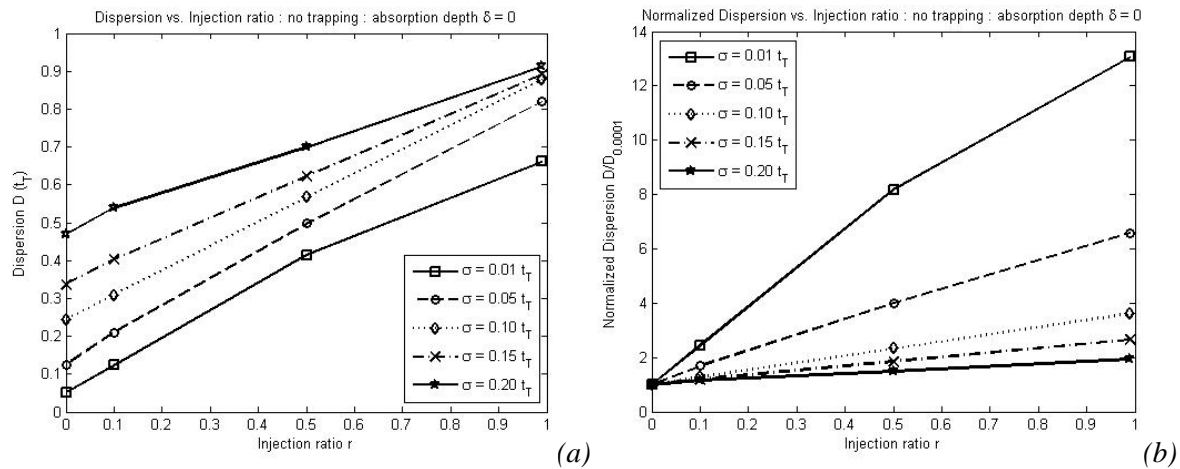 Dispersion vs. Injection ratio : no trapping : absorption depth δ = 0
Dispersion D (t_T)
1
0.9
0.8
0.7
0.6
0.5
0.4
0.3
0.2
0.1
0
σ = 0.01 t_T
σ = 0.05 t_T
σ = 0.10 t_T
σ = 0.15 t_T
σ = 0.20 t_T
0 0.1 0.2 0.3 0.4 0.5 0.6 0.7 0.8 0.9 1
Injection ratio r
(a)
Normalized Dispersion vs. Injection ratio : no trapping : absorption depth δ = 0
Normalized Dispersion D/D_0.0001
14
12
10
8
6
4
2
0
σ = 0.01 t_T
σ = 0.05 t_T
σ = 0.10 t_T
σ = 0.15 t_T
σ = 0.20 t_T
0 0.1 0.2 0.3 0.4 0.5 0.6 0.7 0.8 0.9 1
Injection ratio r
(b)